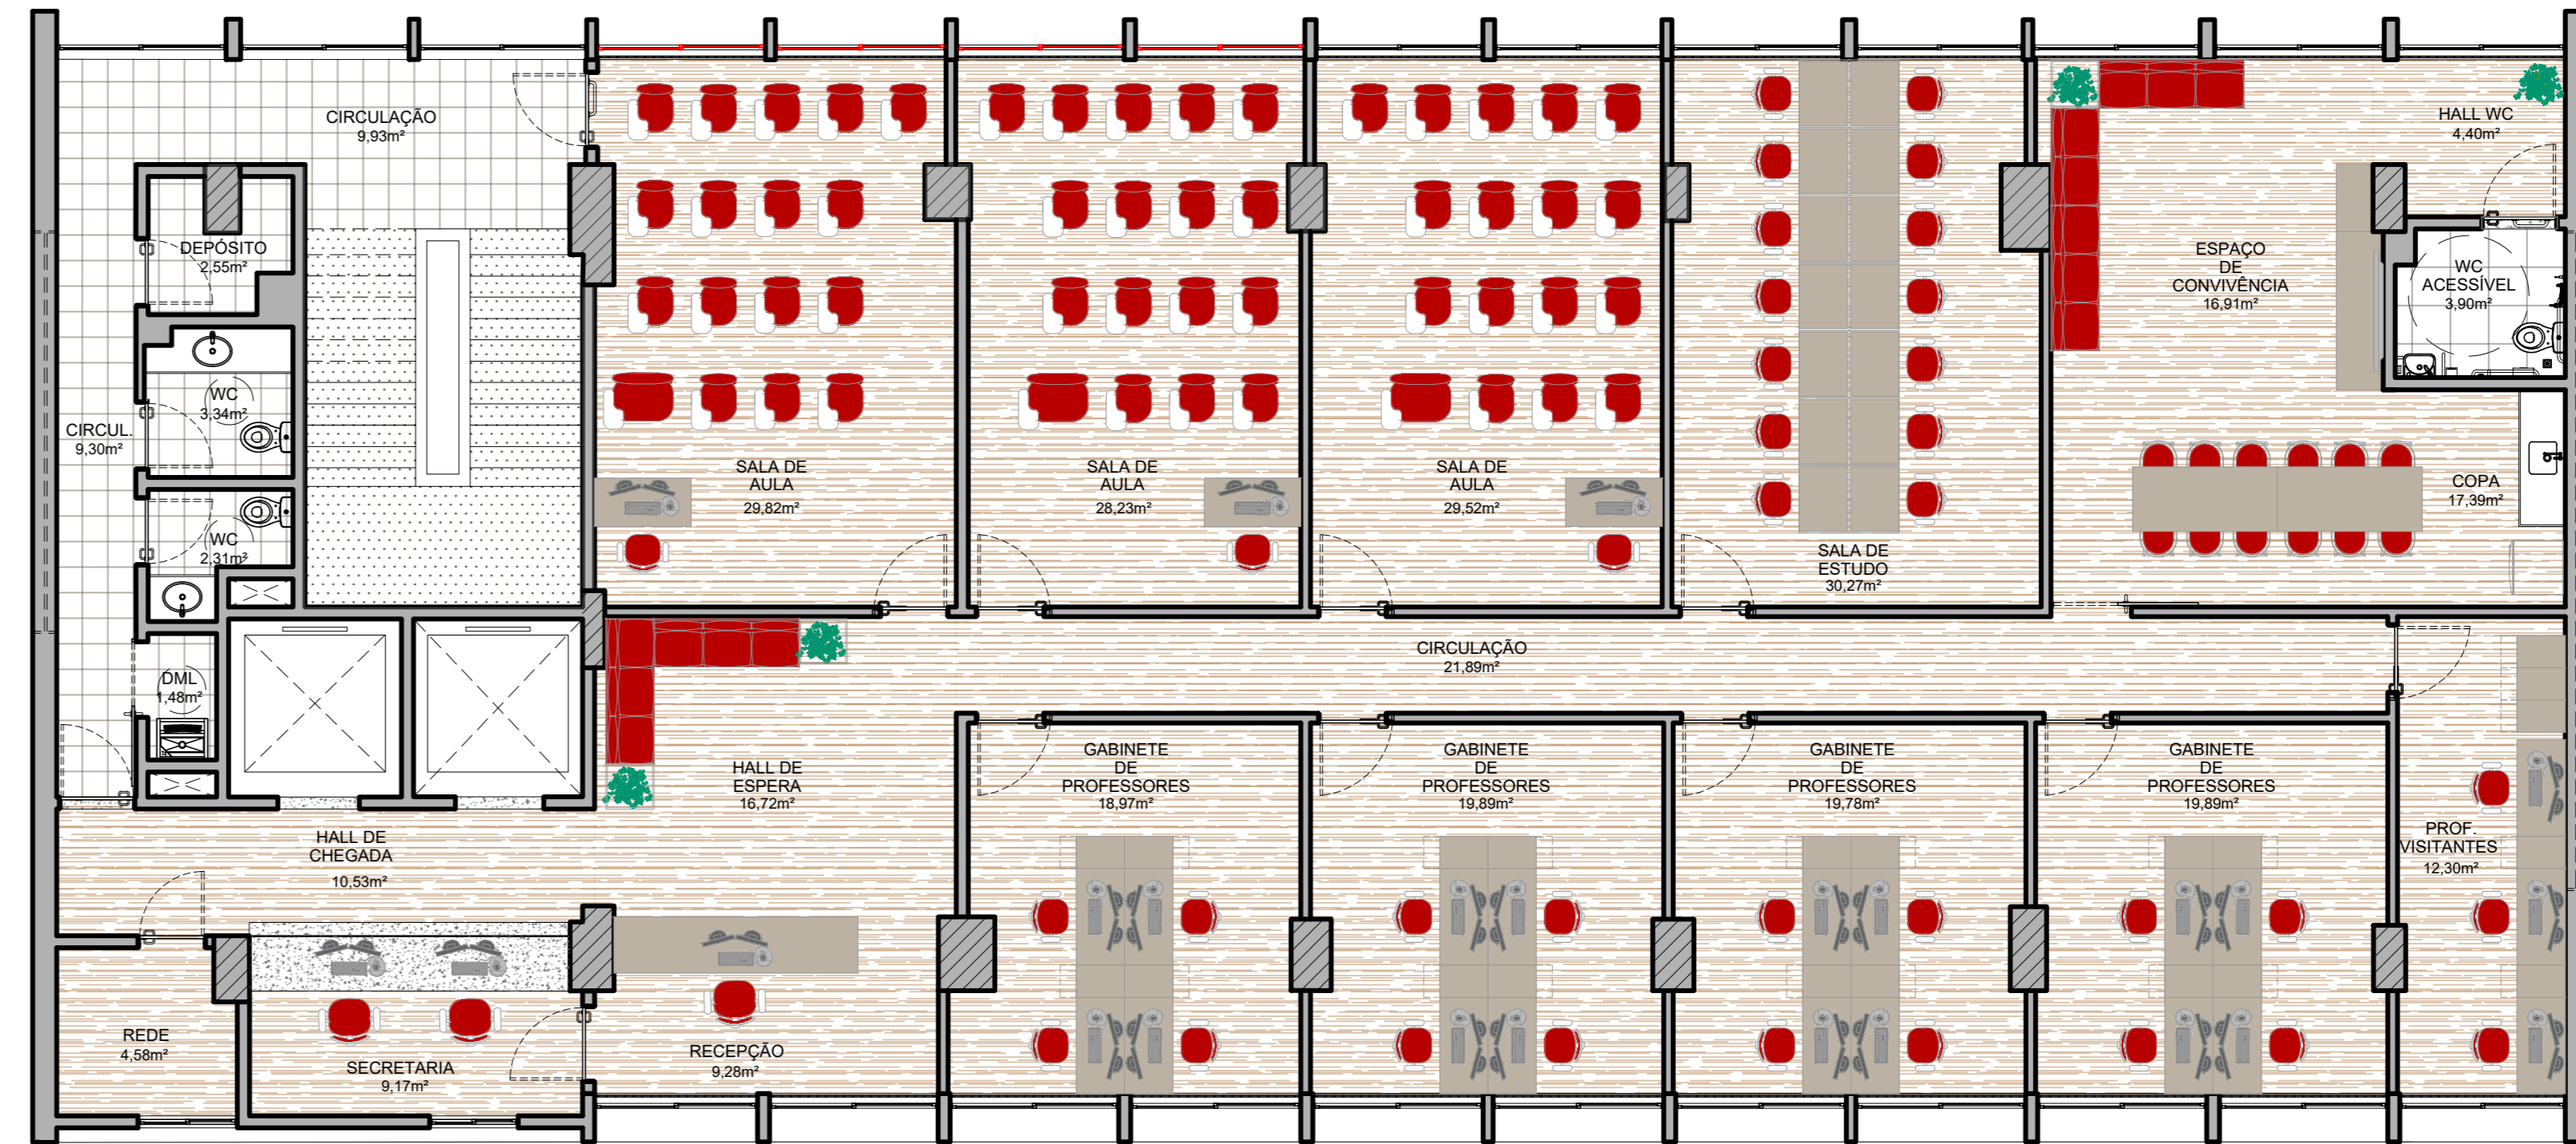 CIRCULAÇÃO
9,93m²
HALL WC
4,40m²
DEPÓSITO
2,55m²
ESPAÇO
DE
CONVIVÊNCIA
16,91m²
WC
ACESSÍVEL
3,90m²
WC
3,34m²
CIRCUL.
9,30m²
SALA DE
AULA
29,82m²
SALA DE
AULA
28,23m²
SALA DE
AULA
29,52m²
COPA
17,39m²
WC
2,31m²
SALA DE
ESTUDO
30,27m²
CIRCULAÇÃO
21,89m²
DML
1,48m²
HALL DE
ESPERA
16,72m²
GABINETE
DE
PROFESSORES
18,97m²
GABINETE
DE
PROFESSORES
19,89m²
GABINETE
DE
PROFESSORES
19,78m²
GABINETE
DE
PROFESSORES
19,89m²
HALL DE
CHEGADA
10,53m²
PROF.
VISITANTES
12,30m²
REDE
4,58m²
SECRETARIA
9,17m²
RECEPÇÃO
9,28m²